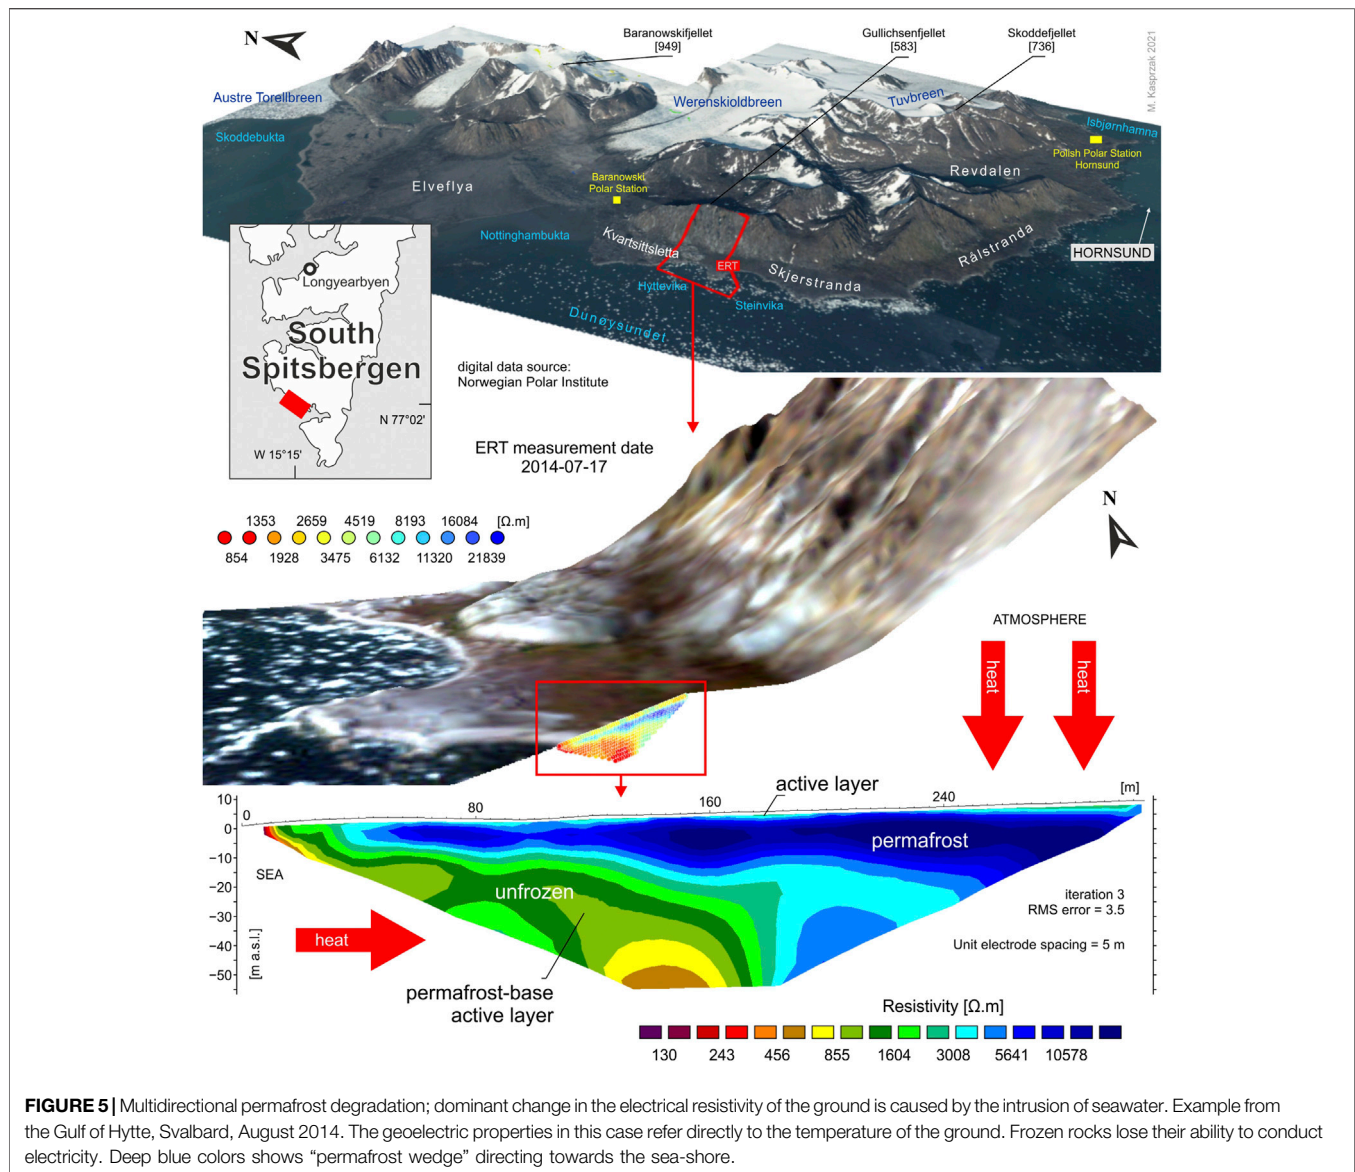 N
Baranowskifjellet
[949]
Gullichsenfjellet
[583]
Skoddefjellet
[736]
M. Kasprzak 2021
Austre Torellbreen
Werenskioldbreen
Tuvbreen
Skoddebukta
Isbjørnhamna
Polish Polar Station
Hornsund
Elveflya
Baranowski
Polar Station
Revdalen
Nottinghambukta
Kvartsittsletta
ERT
Skjerstranda
Rålstranda
HORNSUND
Hyttevika
Steinvika
Dunøysundet
Longyearbyen
South
Spitsbergen
N 77°02'
W 15°15'
digital data source:
Norwegian Polar Institute
ERT measurement date
2014-07-17
N
1353 2659 4519 8193 16084 [Ω.m]
854 1928 3475 6132 11320 21839
ATMOSPHERE
heat
heat
active layer
[m]
0 80 160 240
10
0
−10
−20
−30
−40
−50
[m a.s.l.]
SEA
permafrost
unfrozen
heat
iteration 3
RMS error = 3.5
Unit electrode spacing = 5 m
permafrost-base
active layer
Resistivity [Ω.m]
130 243 456 855 1604 3008 5641 10578
FIGURE 5 | Multidirectional permafrost degradation; dominant change in the electrical resistivity of the ground is caused by the intrusion of seawater. Example from
the Gulf of Hytte, Svalbard, August 2014. The geoelectric properties in this case refer directly to the temperature of the ground. Frozen rocks lose their ability to conduct
electricity. Deep blue colors shows “permafrost wedge” directing towards the sea-shore.